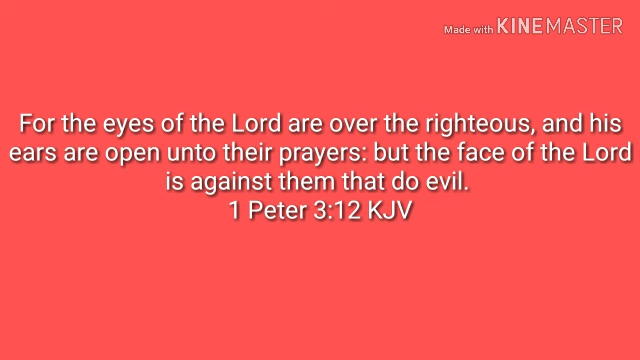 Made with KINEMASTER
For the eyes of the Lord are over the righteous, and his
ears are open unto their prayers: but the face of the Lord
is against them that do evil.
1 Peter 3:12 KJV